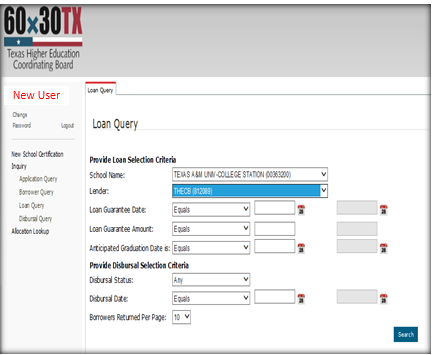 60x30TX
Texas Higher Education
Coordinating Board
New User
Change
Password Logout
New School Certification
Inquiry
Application Query
Borrower Query
Loan Query
Disbursal Query
Allocation Lookup
Loan Query
Loan Query
Provide Loan Selection Criteria
School Name: TEXAS A&M UNIV-COLLEGE STATION (00363200)
Lender: THECB (812089)
Loan Guarantee Date: Equals
Loan Guarantee Amount: Equals
Anticipated Graduation Date is: Equals
Provide Disbursal Selection Criteria
Disbursal Status: Any
Disbursal Date: Equals
Borrowers Returned Per Page: 10
Search